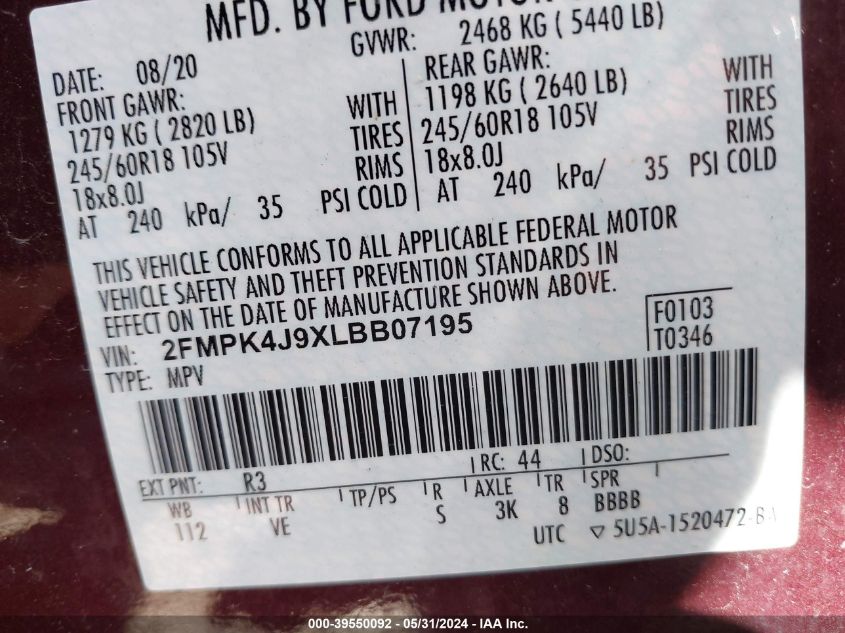 MFD. BY FORD MOTOR
GVWR: 2468 KG ( 5440 LB)
DATE: 08/20
FRONT GAWR:
1279 KG ( 2820 LB)
245/60R18 105V
18x8.0J
AT 240 kPa/ 35 PSI COLD
WITH
TIRES
RIMS
REAR GAWR:
1198 KG ( 2640 LB)
245/60R18 105V
18x8.0J
AT 240 kPa/ 35 PSI COLD
WITH
TIRES
RIMS
THIS VEHICLE CONFORMS TO ALL APPLICABLE FEDERAL MOTOR
VEHICLE SAFETY AND THEFT PREVENTION STANDARDS IN
EFFECT ON THE DATE OF MANUFACTURE SHOWN ABOVE.
VIN: 2FMPK4J9XLBB07195
TYPE: MPV
F0103
T0346
EXT PNT: R3 RC: 44 DSO:
WB INT TR TP/PS R AXLE TR SPR
112 VE S 3K 8 BBBB
UTC ▽ 5U5A-1520472-BA
000-39550092 - 05/31/2024 - IAA Inc.